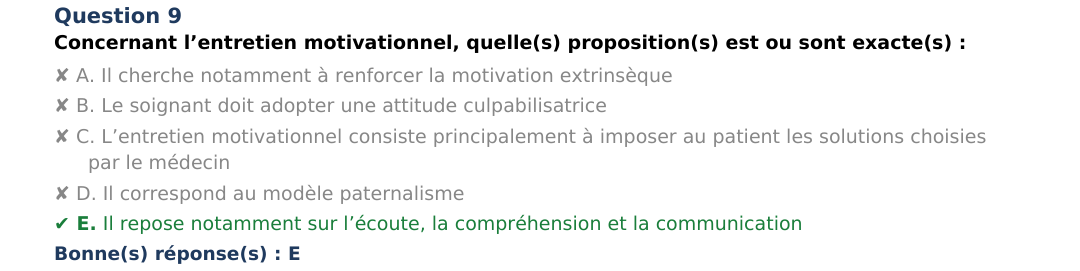 Question 9
Concernant l’entretien motivationnel, quelle(s) proposition(s) est ou sont exacte(s) :
✘ A. Il cherche notamment à renforcer la motivation extrinsèque
✘ B. Le soignant doit adopter une attitude culpabilisatrice
✘ C. L’entretien motivationnel consiste principalement à imposer au patient les solutions choisies
par le médecin
✘ D. Il correspond au modèle paternalisme
✔ E. Il repose notamment sur l’écoute, la compréhension et la communication
Bonne(s) réponse(s) : E